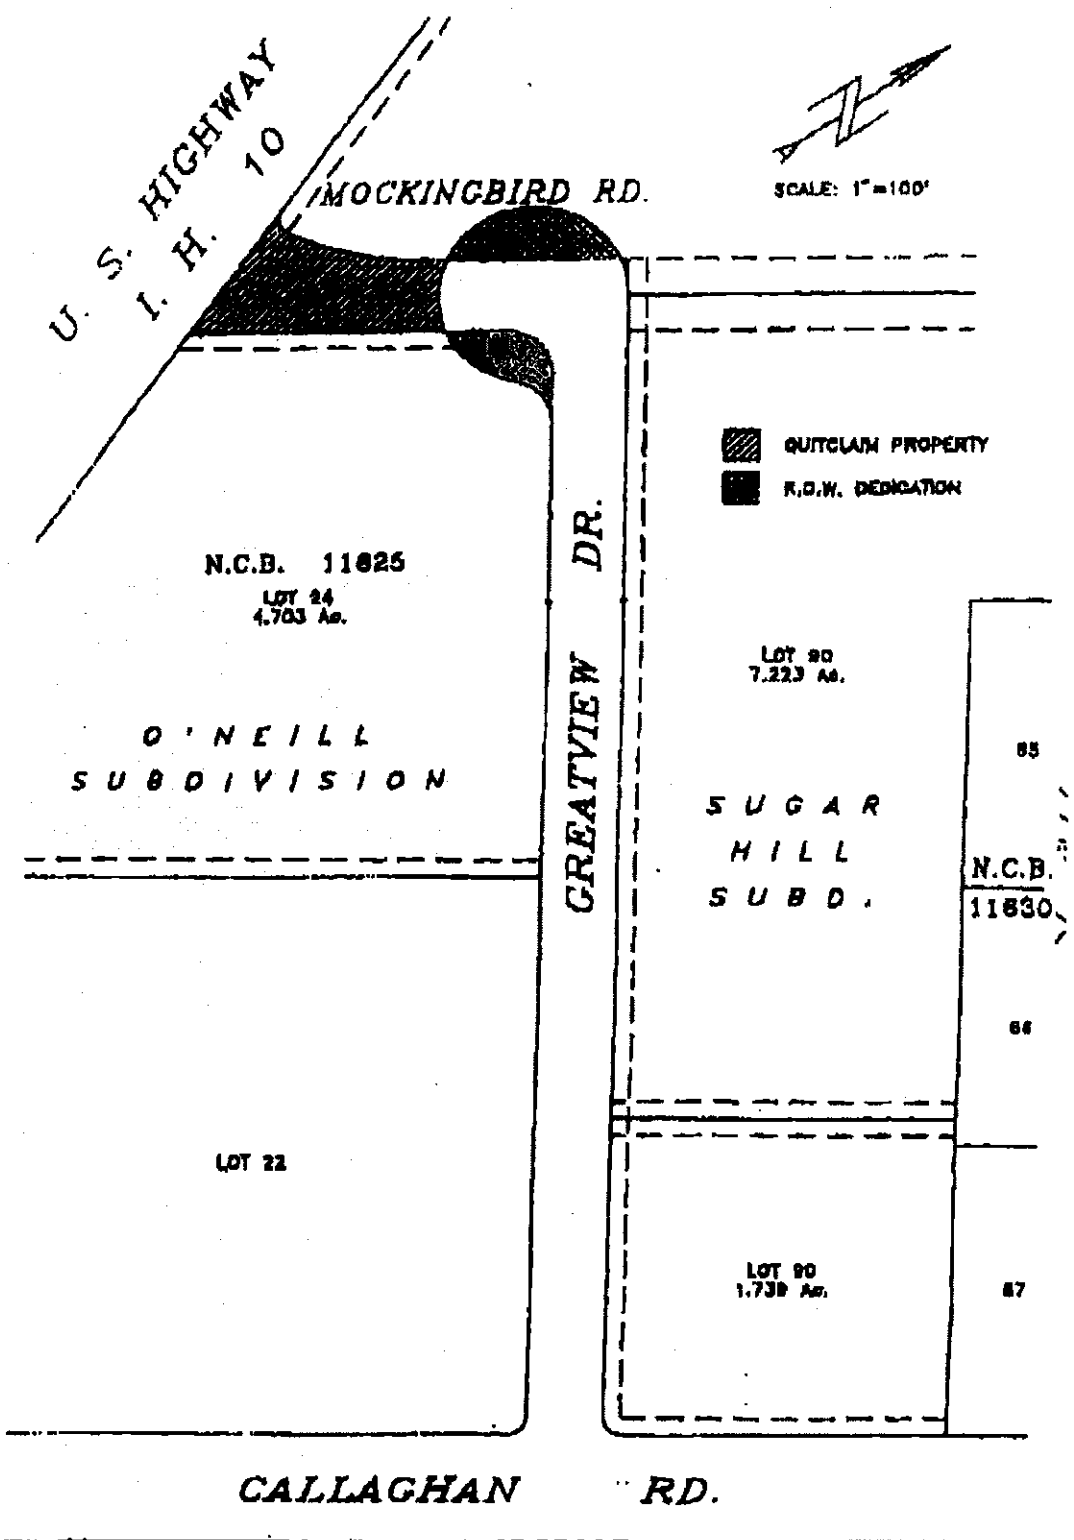 U. S. HIGHWAY
I. H. 10
MOCKINGBIRD RD.
SCALE: 1"=100'
QUITCLAIM PROPERTY
R.O.W. DEDICATION
N.C.B. 11625
LOT 24
4.703 Ac.
GREATVIEW DR.
LOT 90
7.223 Ac.
O'NEILL
SUBDIVISION
65
SUGAR
HILL
SUBD.
N.C.B.
11630
66
LOT 22
LOT 90
1.739 Ac.
67
CALLAGHAN RD.